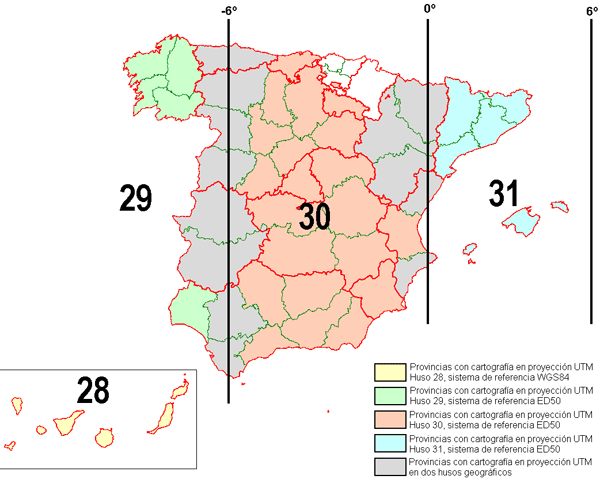 -6°
0°
6°
29
30
31
28
Provincias con cartografía en proyección UTM
Huso 28, sistema de referencia WGS84
Provincias con cartografía en proyección UTM
Huso 29, sistema de referencia ED50
Provincias con cartografía en proyección UTM
Huso 30, sistema de referencia ED50
Provincias con cartografía en proyección UTM
Huso 31, sistema de referencia ED50
Provincias con cartografía en proyección UTM
en dos husos geográficos